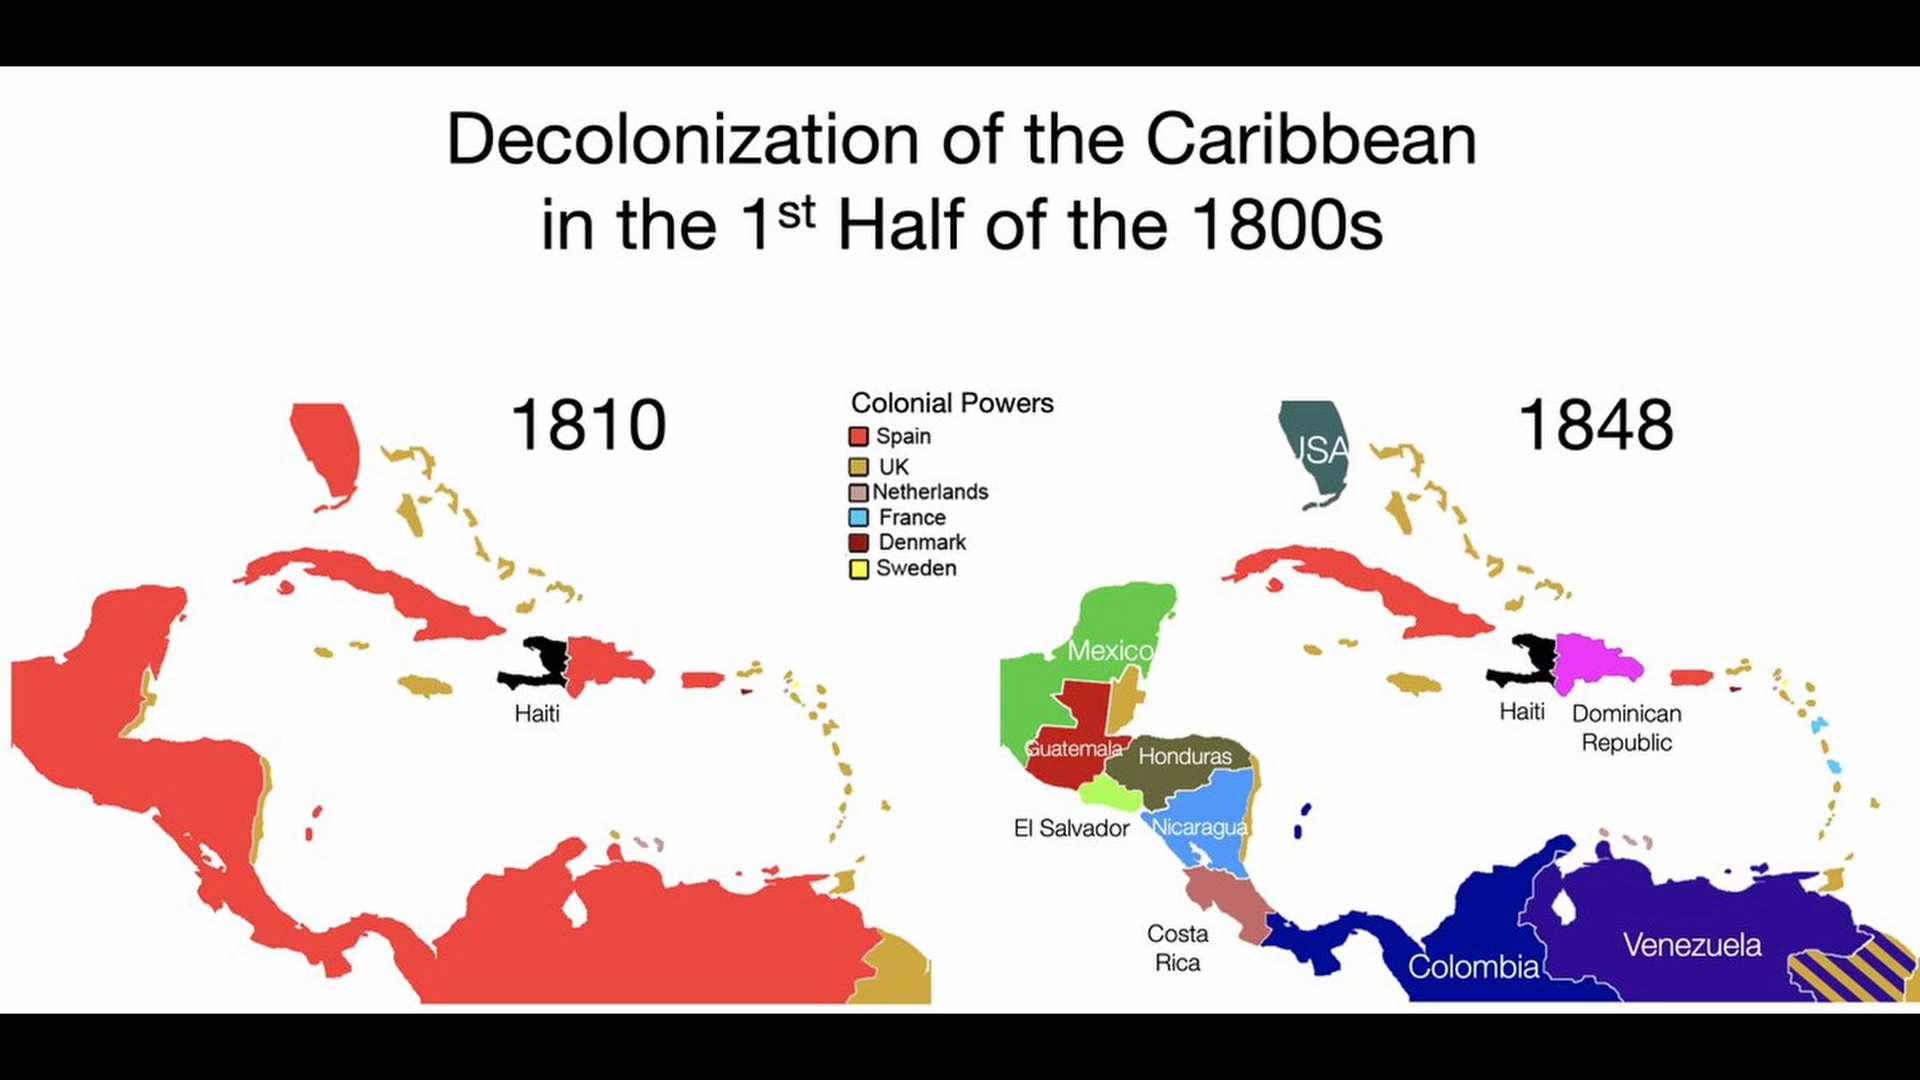 Decolonization of the Caribbean
in the 1st Half of the 1800s
1810
Colonial Powers
Spain
UK
Netherlands
France
Denmark
Sweden
Haiti
1848
JSA
Mexico
Guatemala
Honduras
El Salvador
Nicaragua
Costa
Rica
Haiti
Dominican
Republic
Colombia
Venezuela